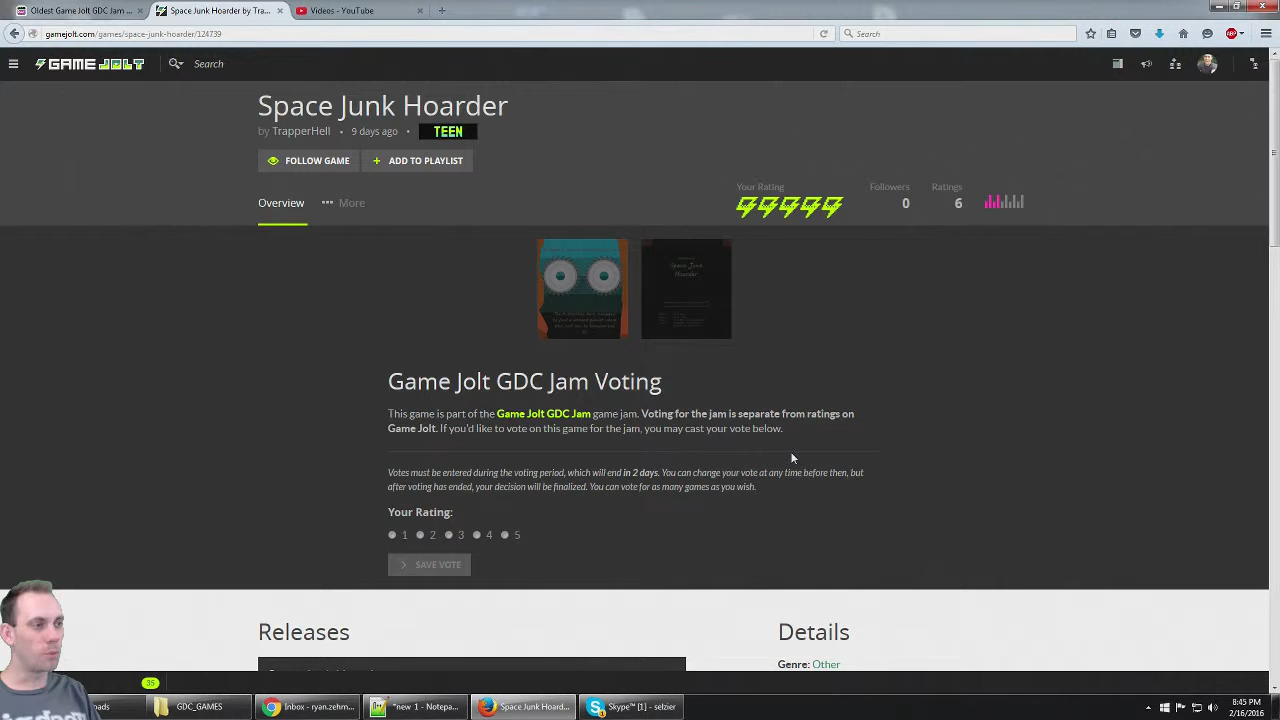 Oldest Game Jolt GDC Jam ...
Space Junk Hoarder by Tra...
Videos - YouTube
gamejolt.com/games/space-junk-hoarder/124739
Search
GAME JOLT
Search
Space Junk Hoarder
by TrapperHell • 9 days ago • TEEN
FOLLOW GAME
ADD TO PLAYLIST
Overview
More
Your Rating
Followers
0
Ratings
6
Space Junk
Hoarder
Game Jolt GDC Jam Voting
This game is part of the Game Jolt GDC Jam game jam. Voting for the jam is separate from ratings on
Game Jolt. If you'd like to vote on this game for the jam, you may cast your vote below.
Votes must be entered during the voting period, which will end in 2 days. You can change your vote at any time before then, but
after voting has ended, your decision will be finalized. You can vote for as many games as you wish.
Your Rating:
1 2 3 4 5
SAVE VOTE
Releases
Details
Genre: Other
35
ads
GDC_GAMES
Inbox - ryan.zehm...
*new 1 - Notepa...
Space Junk Hoard...
Skype™ [1] - selzier
8:45 PM
2/16/2016